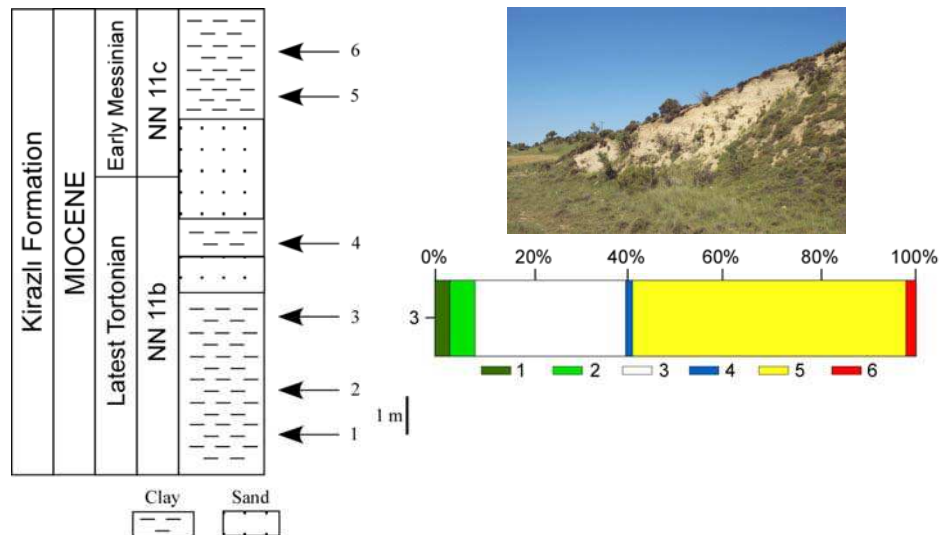 Kirazlı Formation
MIOCENE
Early Messinian
Latest Tortonian
NN 11c
NN 11b
6
5
4
3
2
1
1 m
Clay Sand
0% 20% 40% 60% 80% 100%
3
1 2 3 4 5 6